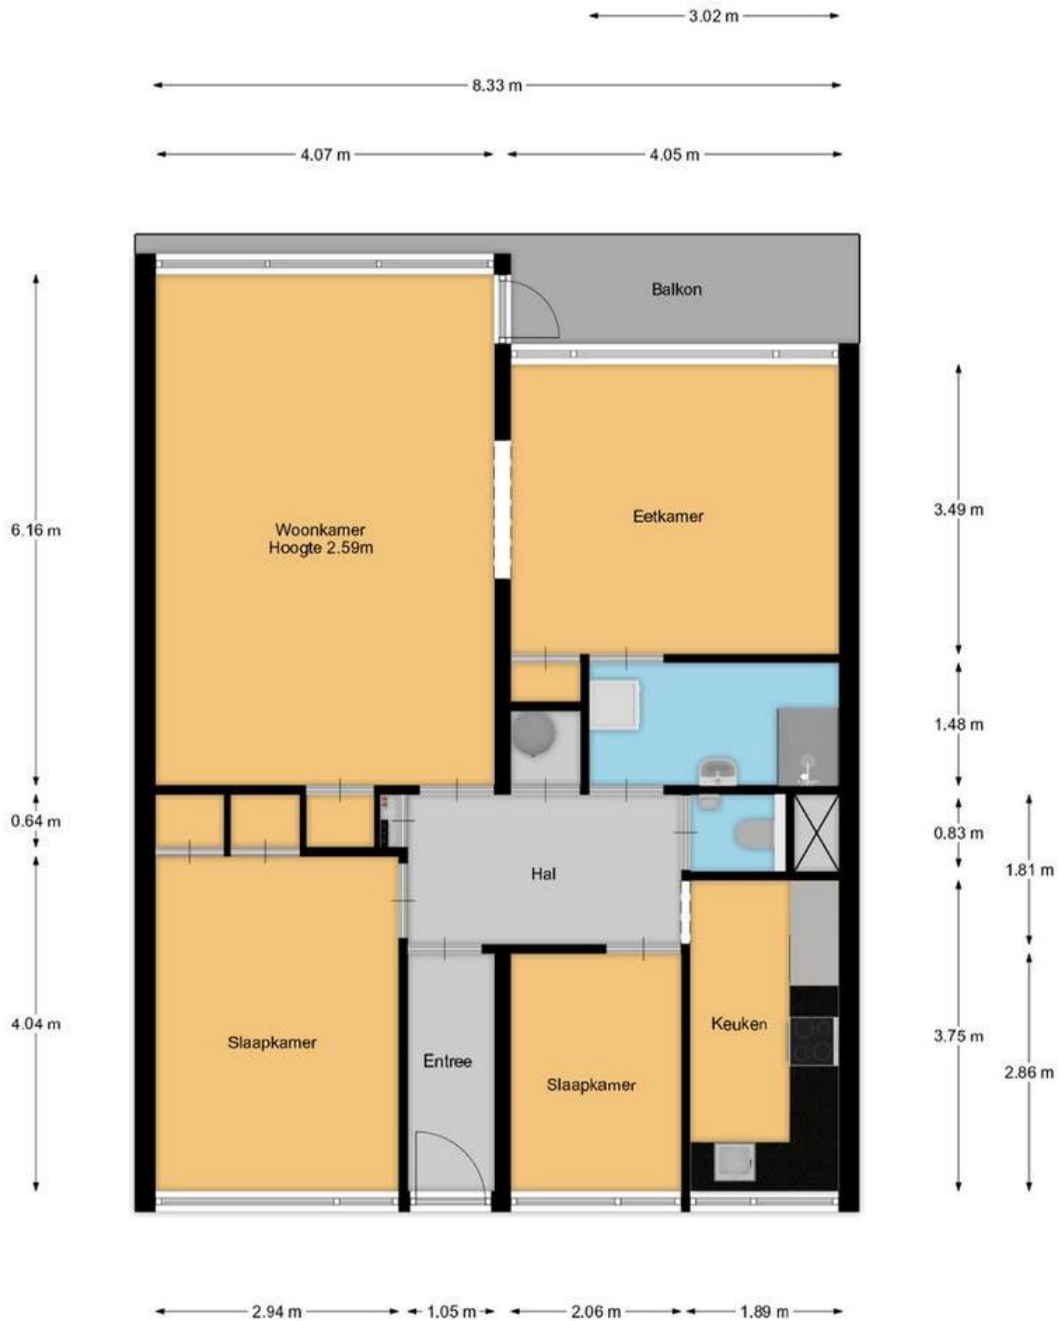 3.02 m
8.33 m
4.07 m
4.05 m
Balkon
6.16 m
Woonkamer
Hoogte 2.59m
Eetkamer
3.49 m
1.48 m
0.64 m
0.83 m
1.81 m
Hal
4.04 m
Slaapkamer
Entree
Slaapkamer
Keuken
3.75 m
2.86 m
2.94 m
1.05 m
2.06 m
1.89 m